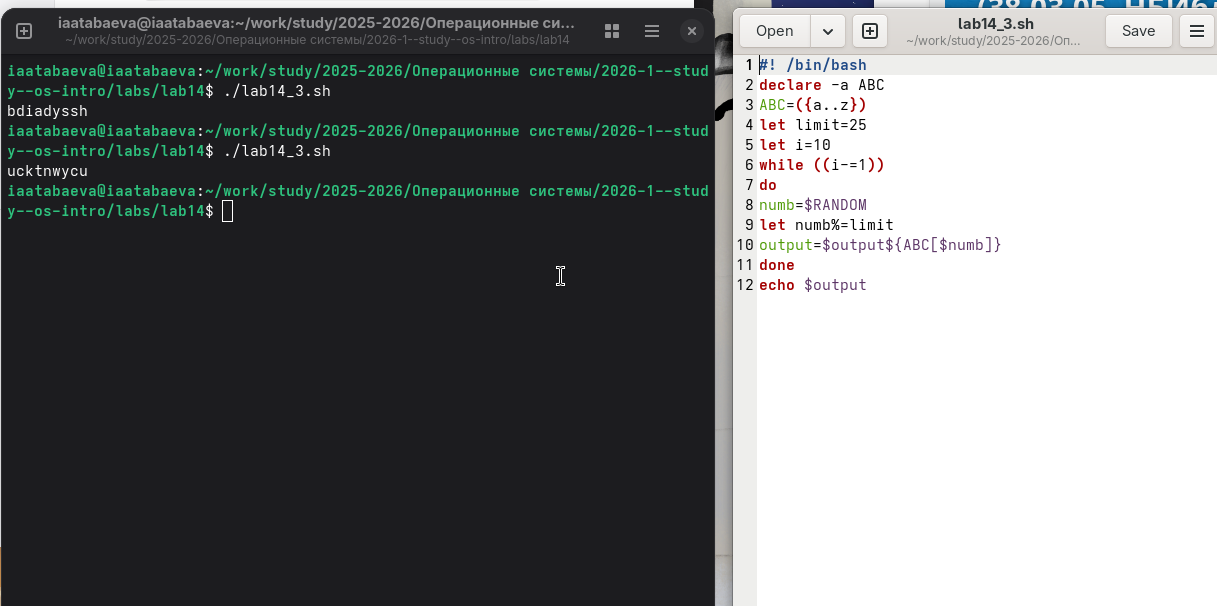 iaatabaeva@iaatabaeva:~/work/study/2025-2026/Операционные си...
~/work/study/2025-2026/Операционные системы/2026-1--study--os-intro/labs/lab14
iaatabaeva@iaatabaeva:~/work/study/2025-2026/Операционные системы/2026-1--stud
y--os-intro/labs/lab14$ ./lab14_3.sh
bdiadyssh
iaatabaeva@iaatabaeva:~/work/study/2025-2026/Операционные системы/2026-1--stud
y--os-intro/labs/lab14$ ./lab14_3.sh
ucktnwycu
iaatabaeva@iaatabaeva:~/work/study/2025-2026/Операционные системы/2026-1--stud
y--os-intro/labs/lab14$
Open
lab14_3.sh
~/work/study/2025-2026/Оп...
Save
1 #! /bin/bash
2 declare -a ABC
3 ABC=({a..z})
4 let limit=25
5 let i=10
6 while ((i-=1))
7 do
8 numb=$RANDOM
9 let numb%=limit
10 output=$output${ABC[$numb]}
11 done
12 echo $output